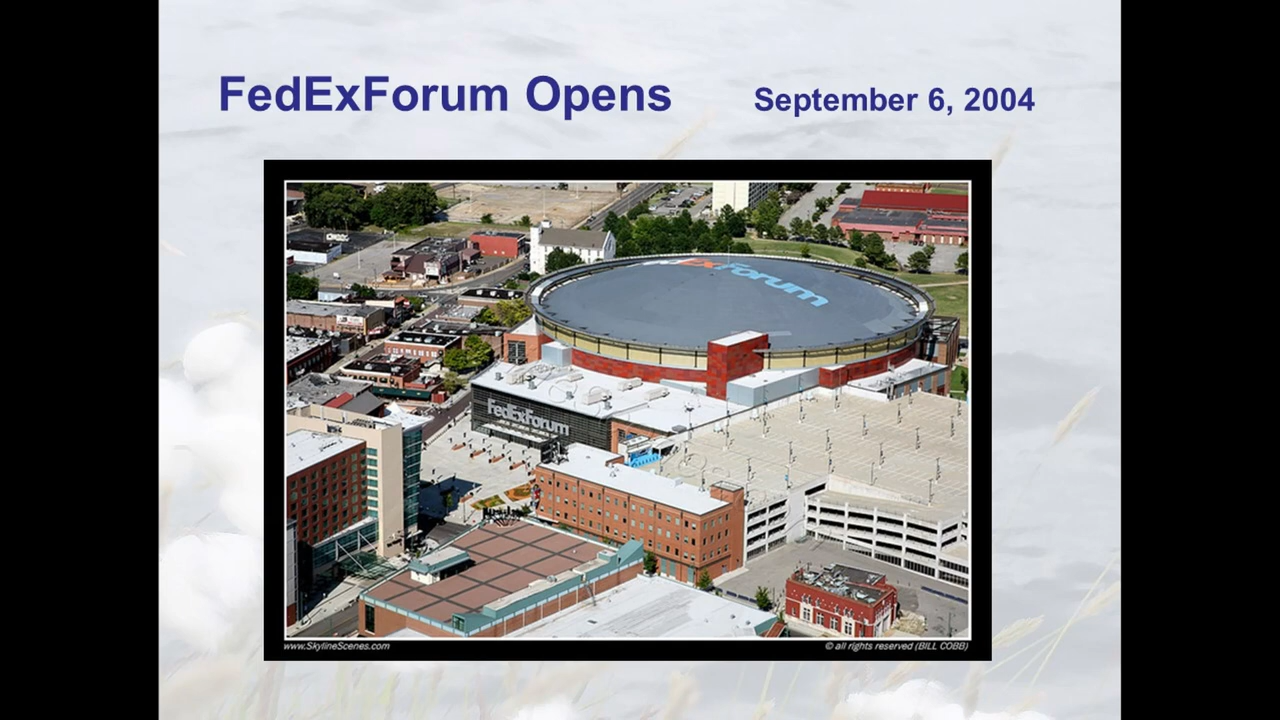 FedExForum Opens
September 6, 2004
FedExForum
FedExForum
www.SkylineScenes.com
© all rights reserved (BILL COBB)